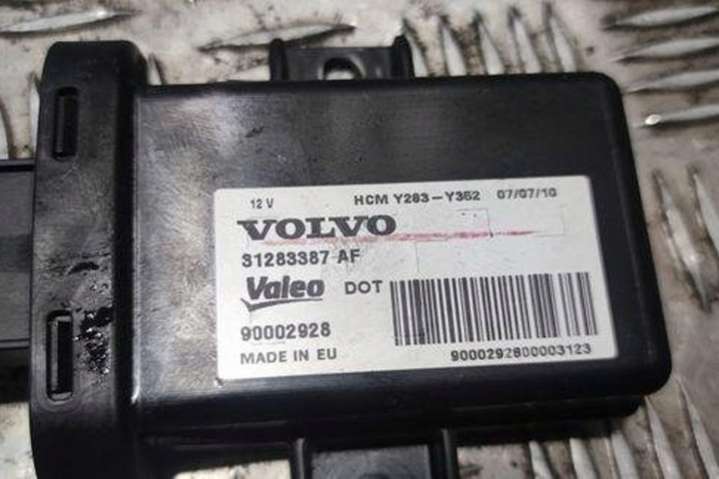 12 V HCM Y283-Y352 07/07/10
VOLVO
31283387 AF
Valeo DOT
90002928
MADE IN EU
9000292800003123